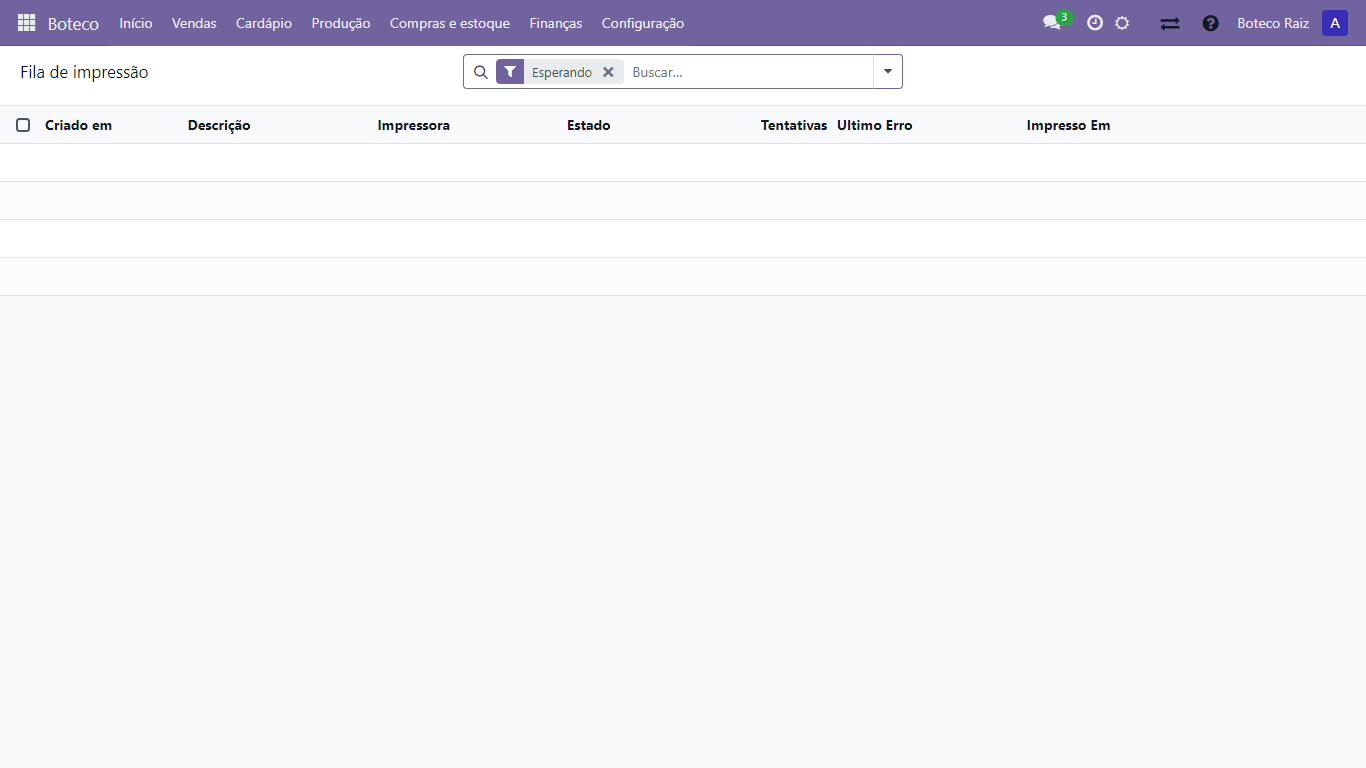 Boteco Início Vendas Cardápio Produção Compras e estoque Finanças Configuração 3 Boteco Raiz A
Fila de impressão Esperando Buscar...
Criado em Descrição Impressora Estado Tentativas Ultimo Erro Impresso Em